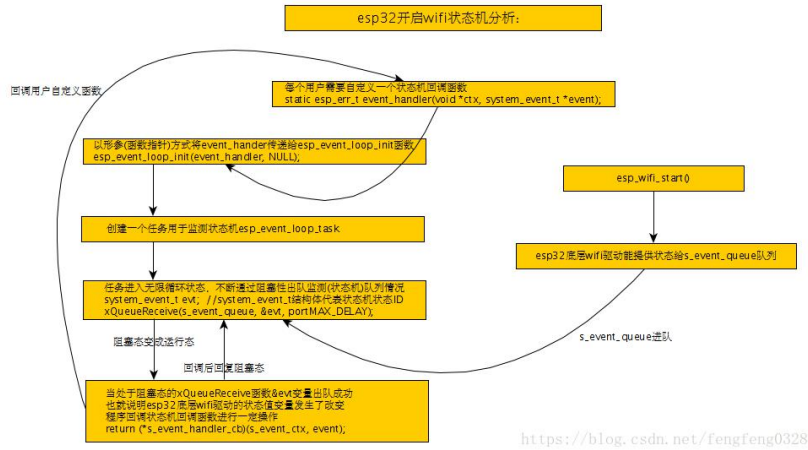 esp32开启wifi状态机分析:
回调用户自定义函数
每个用户需要自定义一个状态机回调函数
static esp_err_t event_handler(void *ctx, system_event_t *event);
以形参(函数指针)方式将event_hander传递给esp_event_loop_init函数
esp_event_loop_init(event_handler, NULL);
esp_wifi_start()
创建一个任务用于监测状态机esp_event_loop_task
esp32底层wifi驱动能提供状态给s_event_queue队列
任务进入无限循环状态，不断通过阻塞性出队监测(状态机)队列情况
system_event_t evt; //system_event_t结构体代表状态机状态ID
xQueueReceive(s_event_queue, &evt, portMAX_DELAY);
阻塞态变成运行态
s_event_queue进队
回调后回复阻塞态
当处于阻塞态的xQueueReceive函数&evt变量出队成功
也就说明esp32底层wifi驱动的状态值变量发生了改变
程序回调状态机回调函数进行一定操作
return (*s_event_handler_cb)(s_event_ctx, event);
https://blog.csdn.net/fengfeng0328